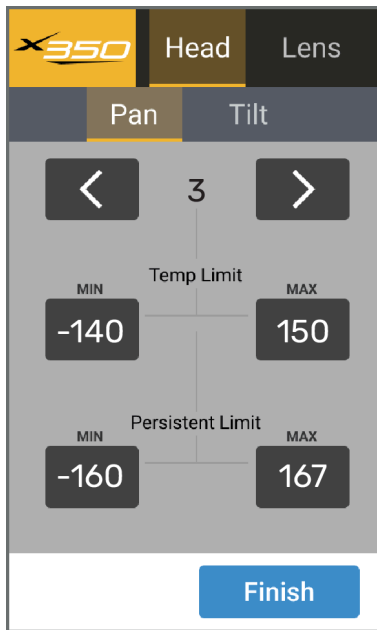 x350 Head Lens
Pan Tilt
< 3 >
Temp Limit
MIN MAX
-140 150
Persistent Limit
MIN MAX
-160 167
Finish